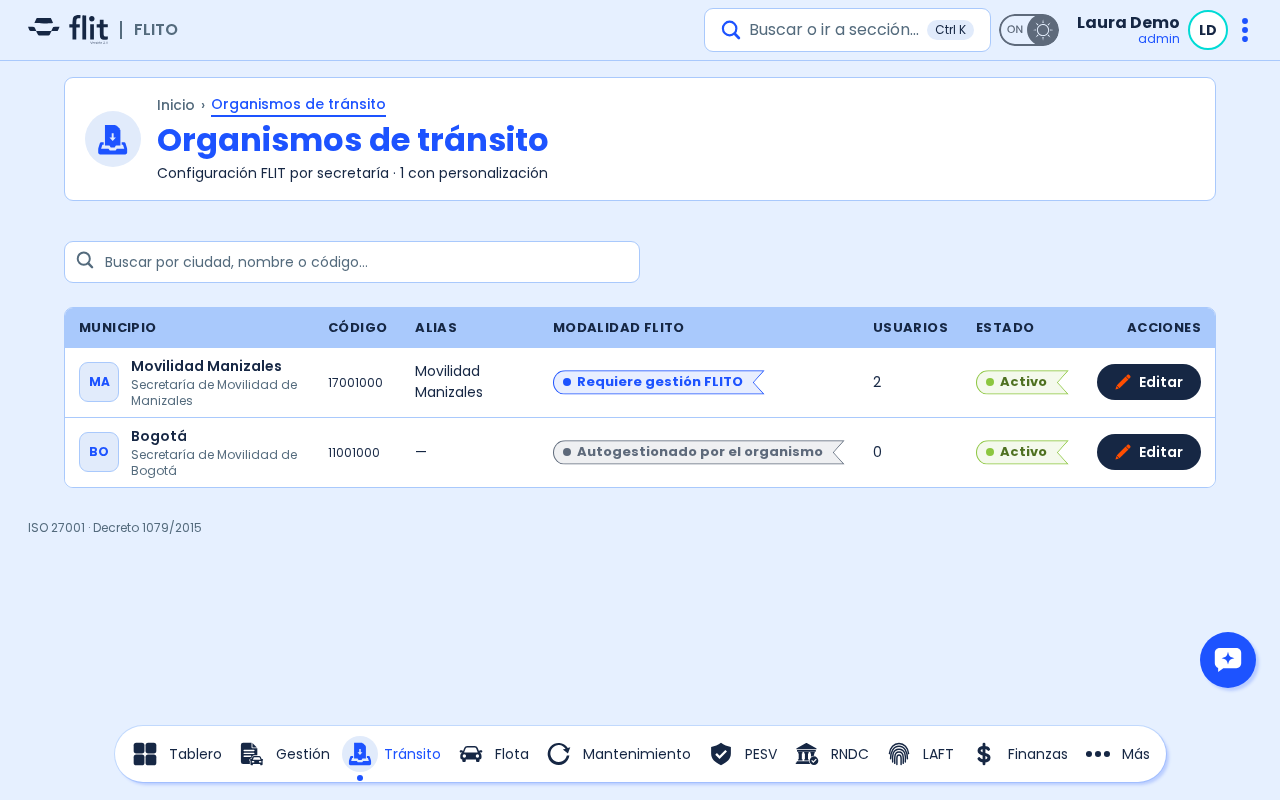 flit | FLITO
Buscar o ir a sección... Ctrl K
ON
Laura Demo
admin
LD
Inicio › Organismos de tránsito
Organismos de tránsito
Configuración FLIT por secretaría · 1 con personalización
Buscar por ciudad, nombre o código...
MUNICIPIO CÓDIGO ALIAS MODALIDAD FLITO USUARIOS ESTADO ACCIONES
MA Movilidad Manizales
Secretaría de Movilidad de
Manizales
17001000
Movilidad
Manizales
Requiere gestión FLITO
2
Activo
Editar
BO Bogotá
Secretaría de Movilidad de
Bogotá
11001000
—
Autogestionado por el organismo
0
Activo
Editar
ISO 27001 · Decreto 1079/2015
Tablero Gestión Tránsito Flota Mantenimiento PESV RNDC LAFT Finanzas Más